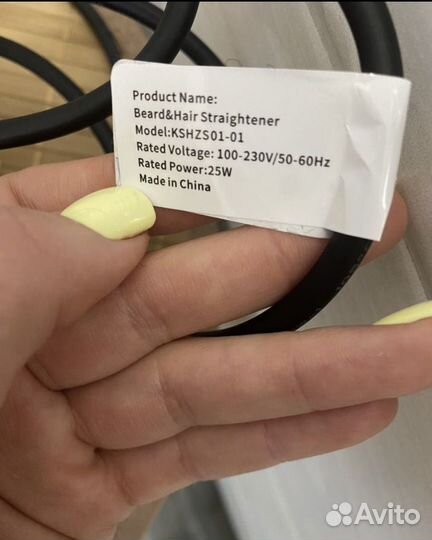 Product Name:
Beard&Hair Straightener
Model:KSHZS01-01
Rated Voltage: 100-230V/50-60Hz
Rated Power:25W
Made in China
Avito